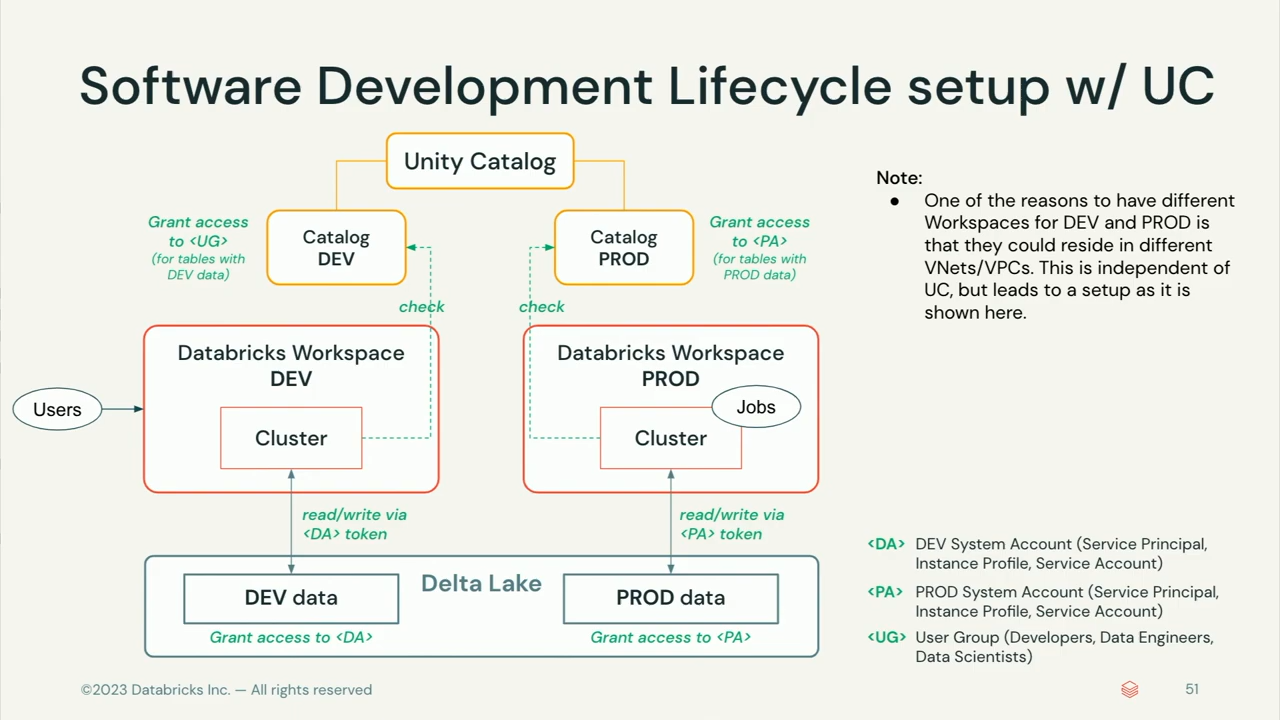 Software Development Lifecycle setup w/ UC
Unity Catalog
Grant access
to <UG>
(for tables with
DEV data)
Catalog
DEV
Catalog
PROD
Grant access
to <PA>
(for tables with
PROD data)
check
check
Databricks Workspace
DEV
Users
Cluster
Databricks Workspace
PROD
Jobs
Cluster
read/write via
<DA> token
read/write via
<PA> token
Delta Lake
DEV data
PROD data
Grant access to <DA>
Grant access to <PA>
Note:
● One of the reasons to have different
Workspaces for DEV and PROD is
that they could reside in different
VNets/VPCs. This is independent of
UC, but leads to a setup as it is
shown here.
<DA> DEV System Account (Service Principal,
Instance Profile, Service Account)
<PA> PROD System Account (Service Principal,
Instance Profile, Service Account)
<UG> User Group (Developers, Data Engineers,
Data Scientists)
©2023 Databricks Inc. — All rights reserved
51